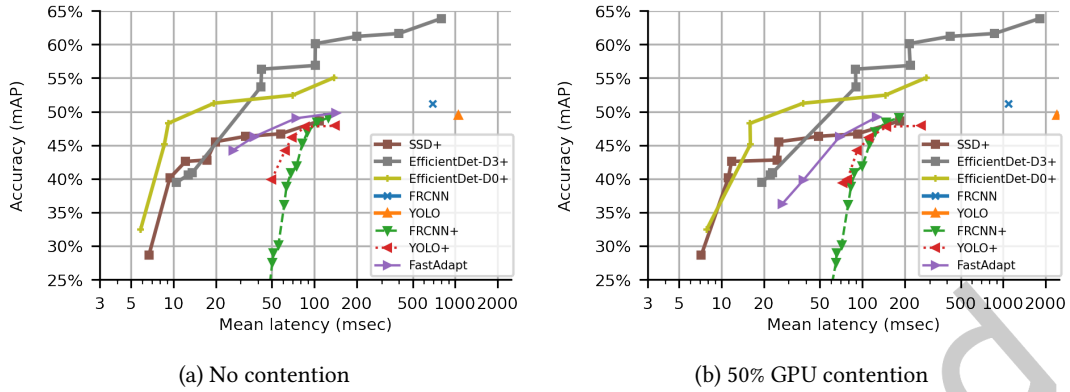 65%
60%
55%
50%
45%
40%
35%
30%
25%
Accuracy (mAP)
3 5 10 20 50 100 200 500 1000 2000
Mean latency (msec)
SSD+
EfficientDet-D3+
EfficientDet-D0+
FRCNN
YOLO
FRCNN+
YOLO+
FastAdapt
(a) No contention
65%
60%
55%
50%
45%
40%
35%
30%
25%
Accuracy (mAP)
3 5 10 20 50 100 200 500 1000 2000
Mean latency (msec)
SSD+
EfficientDet-D3+
EfficientDet-D0+
FRCNN
YOLO
FRCNN+
YOLO+
FastAdapt
(b) 50% GPU contention
d